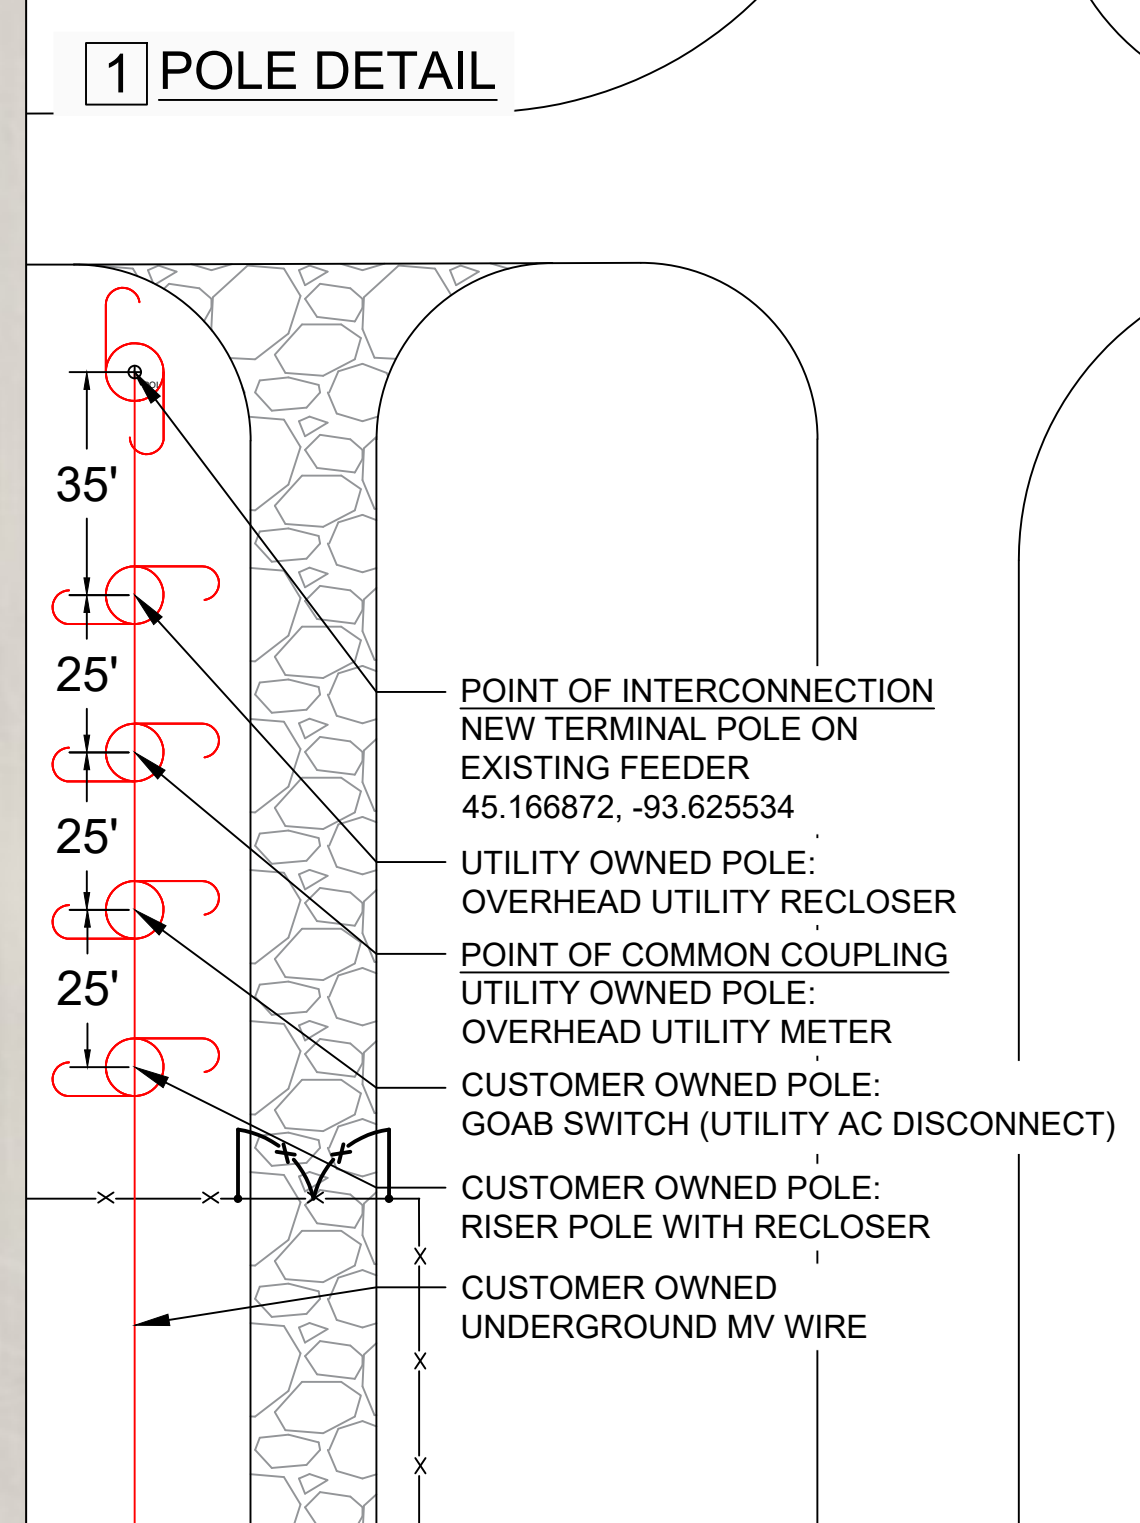 1 POLE DETAIL
35'
25'
25'
25'
POINT OF INTERCONNECTION
NEW TERMINAL POLE ON
EXISTING FEEDER
45.166872, -93.625534
UTILITY OWNED POLE:
OVERHEAD UTILITY RECLOSER
POINT OF COMMON COUPLING
UTILITY OWNED POLE:
OVERHEAD UTILITY METER
CUSTOMER OWNED POLE:
GOAB SWITCH (UTILITY AC DISCONNECT)
CUSTOMER OWNED POLE:
RISER POLE WITH RECLOSER
CUSTOMER OWNED
UNDERGROUND MV WIRE